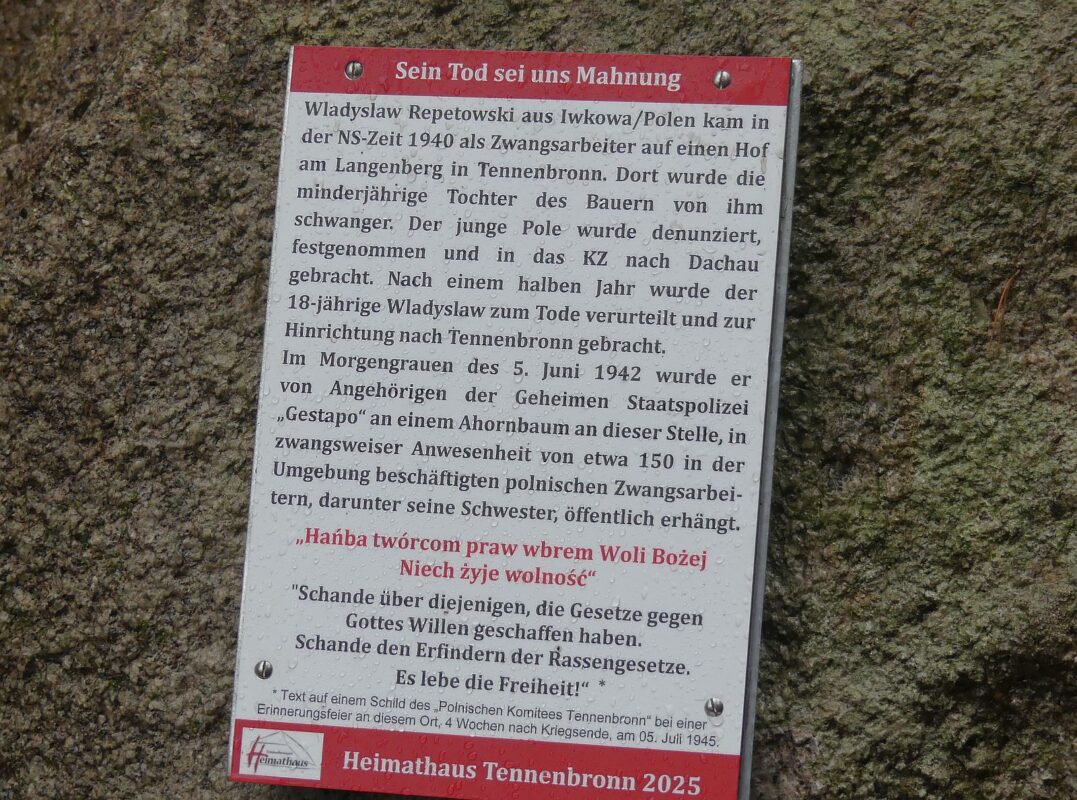 Sein Tod sei uns Mahnung
Wladyslaw Repetowski aus Iwkowa/Polen kam in
der NS-Zeit 1940 als Zwangsarbeiter auf einen Hof
am Langenberg in Tennenbronn. Dort wurde die
minderjährige Tochter des Bauern von ihm
schwanger. Der junge Pole wurde denunziert,
festgenommen und in das KZ nach Dachau
gebracht. Nach einem halben Jahr wurde der
18-jährige Wladyslaw zum Tode verurteilt und zur
Hinrichtung nach Tennenbronn gebracht.
Im Morgengrauen des 5. Juni 1942 wurde er
von Angehörigen der Geheimen Staatspolizei
„Gestapo“ an einem Ahornbaum an dieser Stelle, in
zwangsweiser Anwesenheit von etwa 150 in der
Umgebung beschäftigten polnischen Zwangsarbei-
tern, darunter seine Schwester, öffentlich erhängt.
„Hańba twórcom praw wbrem Woli Bożej
Niech żyje wolność“
"Schande über diejenigen, die Gesetze gegen
Gottes Willen geschaffen haben.
Schande den Erfindern der Rassengesetze.
Es lebe die Freiheit!“ *
* Text auf einem Schild des „Polnischen Komitees Tennenbronn“ bei einer
Erinnerungsfeier an diesem Ort, 4 Wochen nach Kriegsende, am 05. Juli 1945.
Heimathaus
Heimathaus Tennenbronn 2025